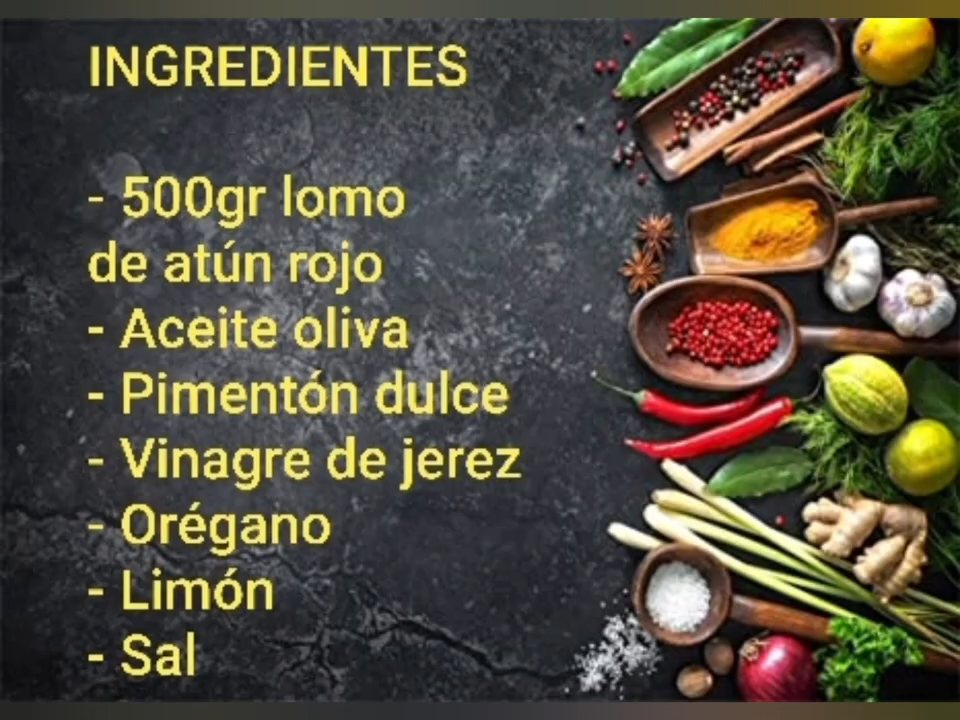 INGREDIENTES
- 500gr lomo
de atún rojo
- Aceite oliva
- Pimentón dulce
- Vinagre de jerez
- Orégano
- Limón
- Sal